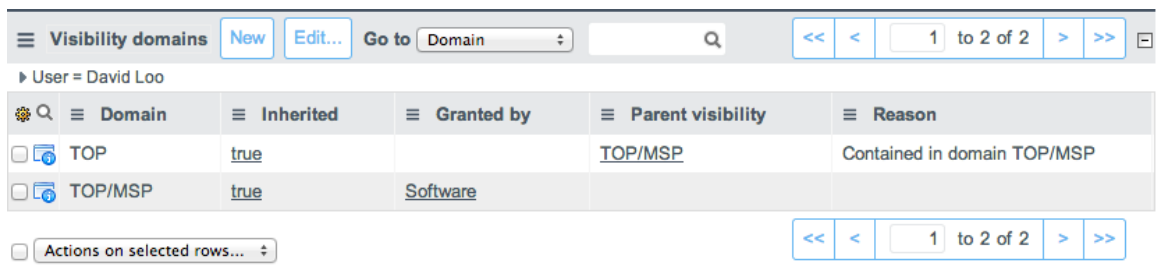 Visibility domains New Edit... Go to Domain << < 1 to 2 of 2 > >>
User = David Loo
Domain Inherited Granted by Parent visibility Reason
TOP true TOP/MSP Contained in domain TOP/MSP
TOP/MSP true Software
Actions on selected rows... << < 1 to 2 of 2 > >>